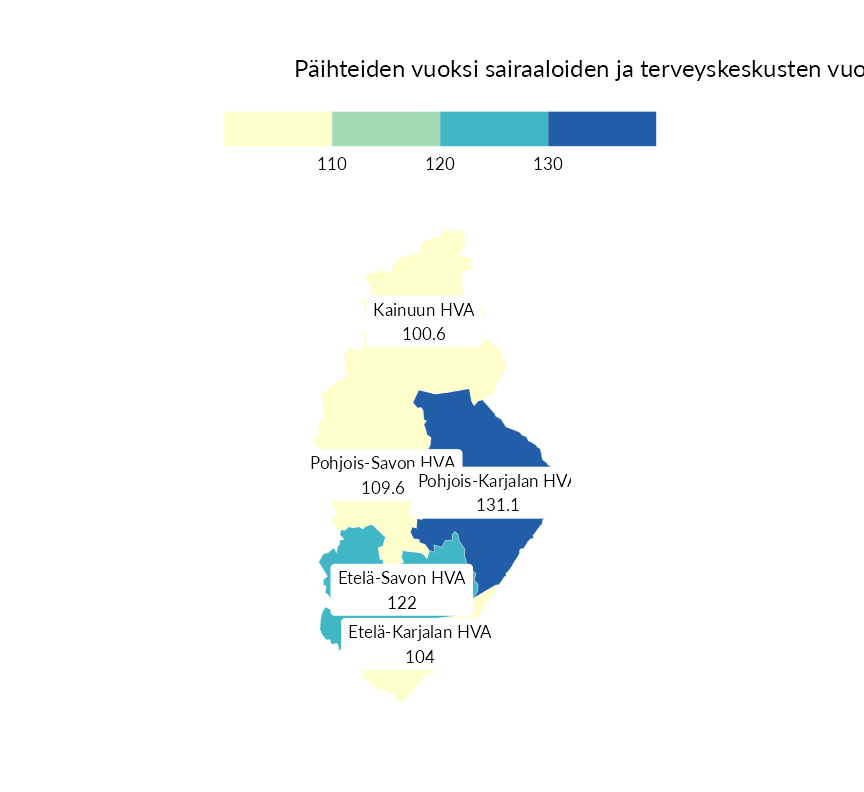 Päihteiden vuoksi sairaaloiden ja terveyskeskusten
110 120 130
Kainuun HVA
100.6
Pohjois-Savon HVA
109.6
Pohjois-Karjalan HVA
131.1
Etelä-Savon HVA
122
Etelä-Karjalan HVA
104